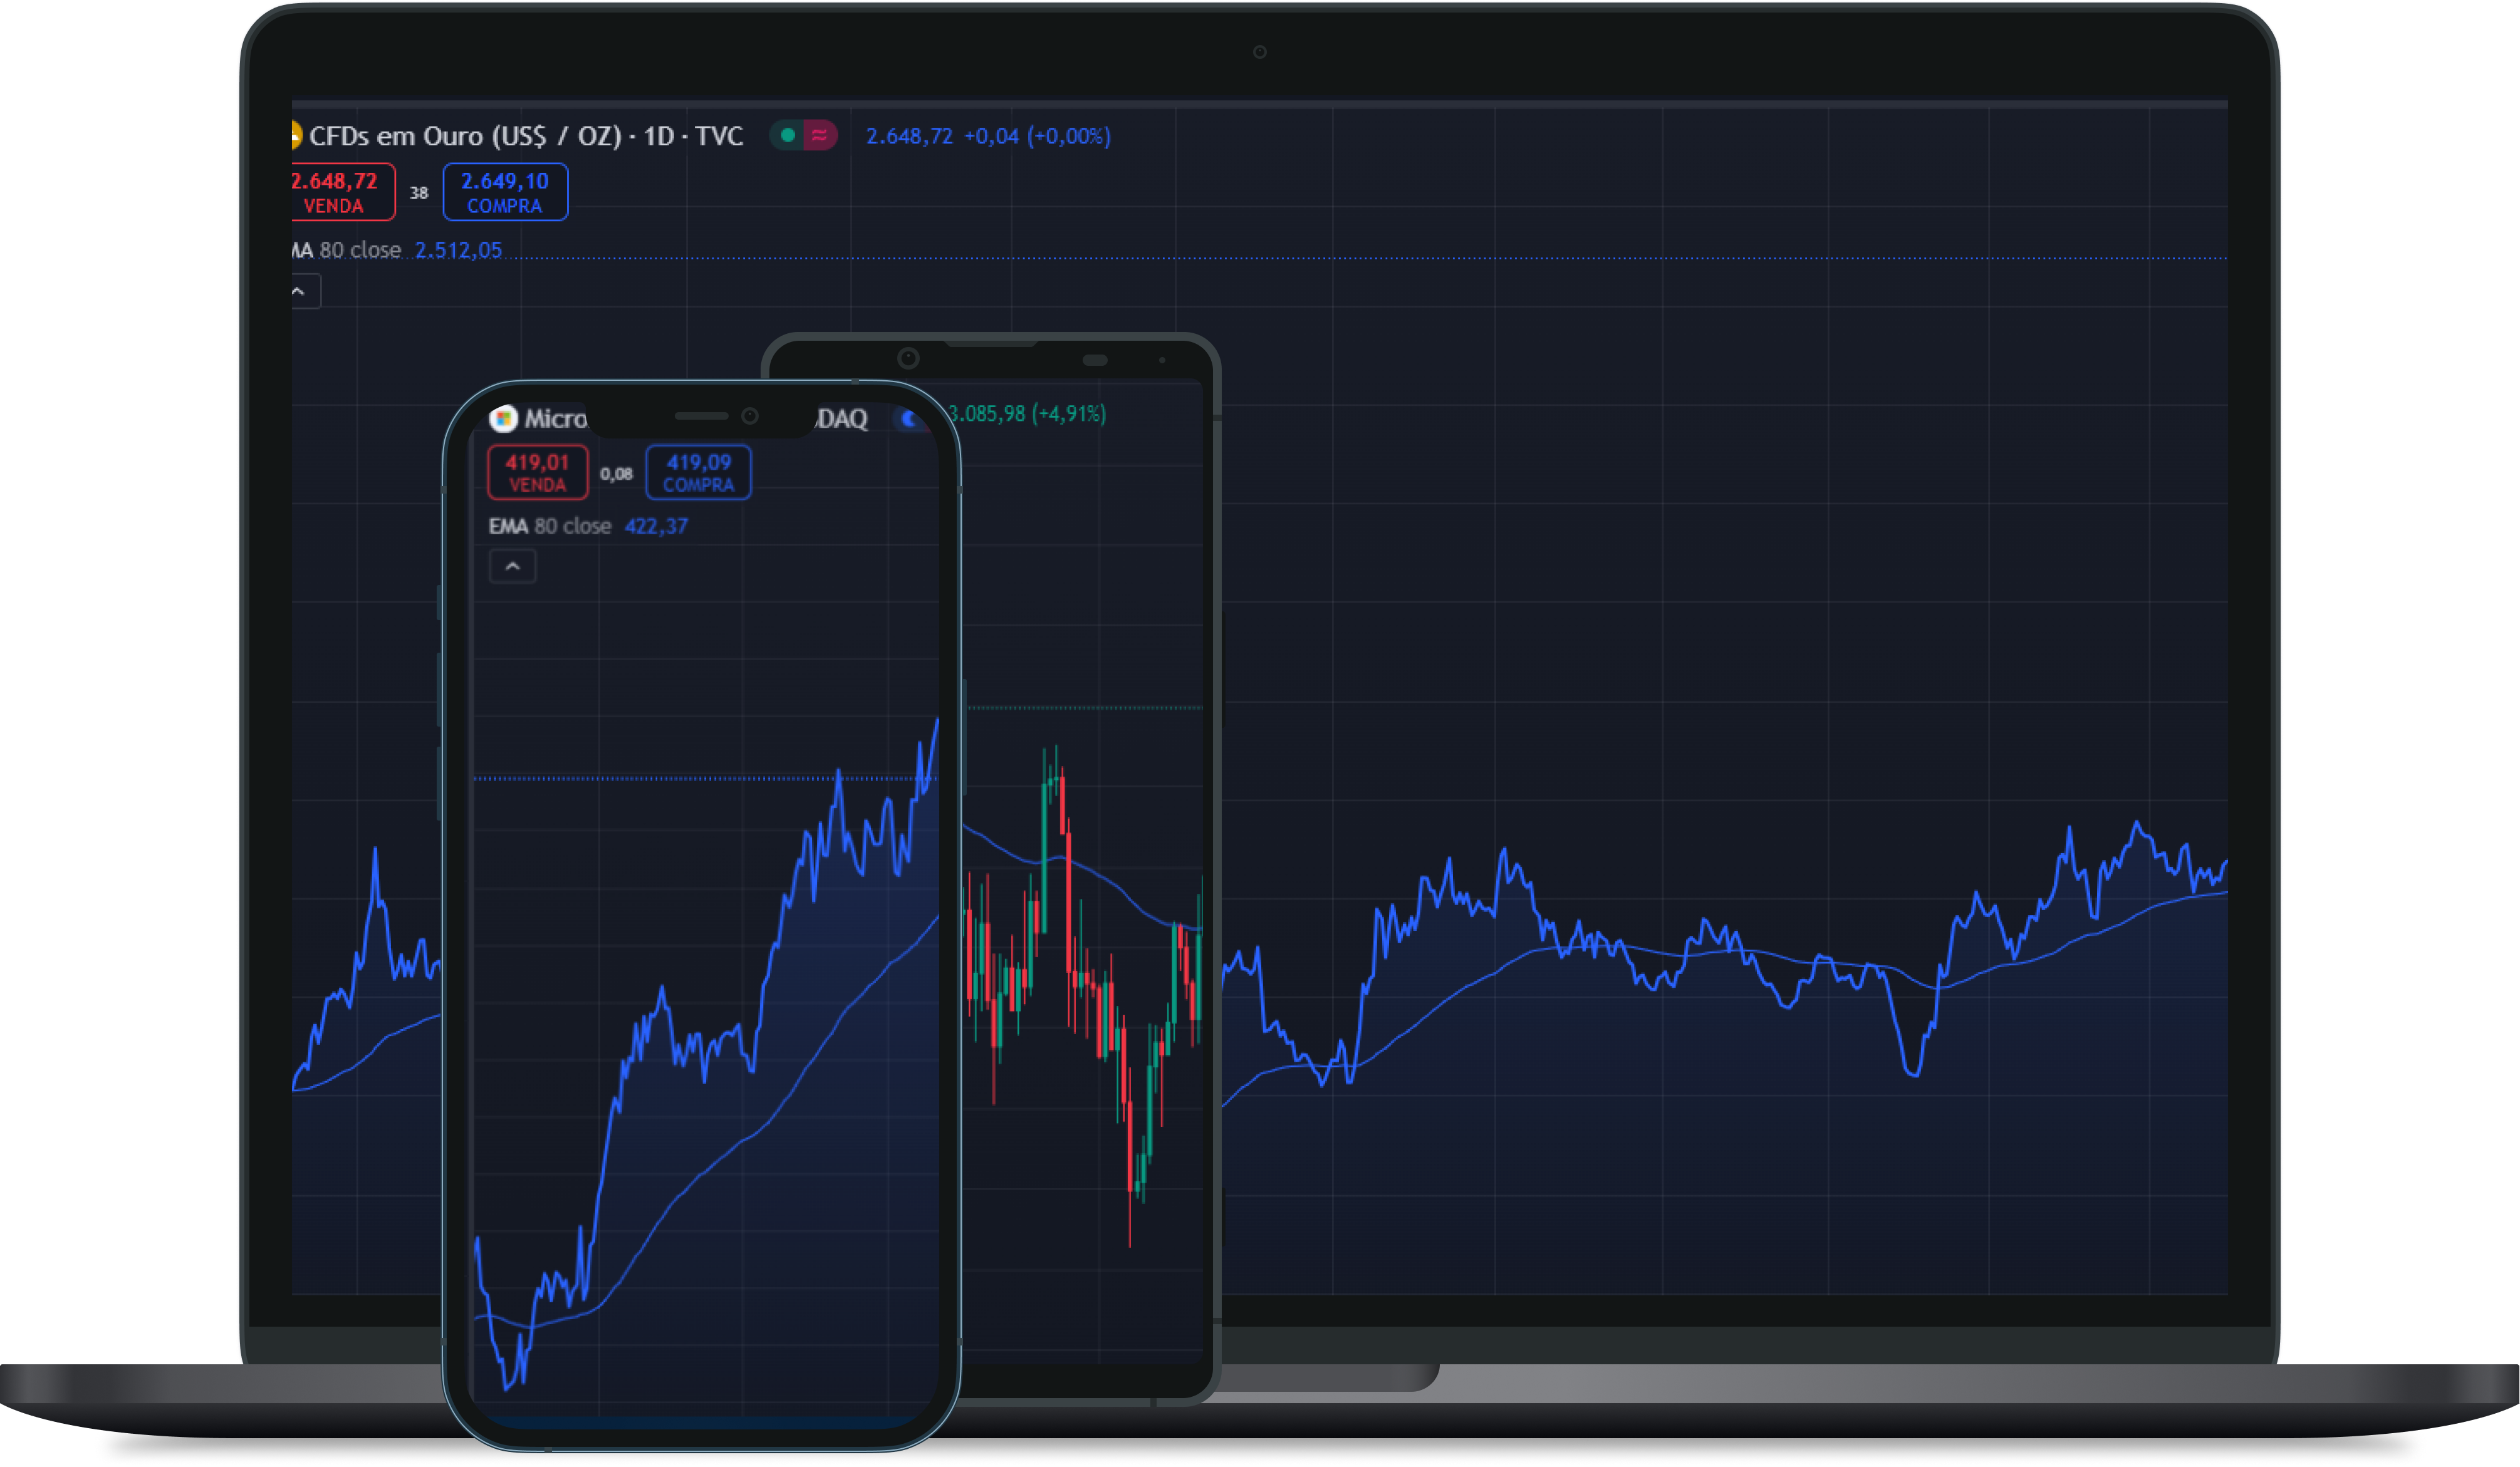 CFDs em Ouro (US$ / OZ) · 1D · TVC 2.648,72 +0,04 (+0,00%)
2.648,72 38 2.649,10
VENDA COMPRA
MA 80 close 2.512,05
Micro DAQ
3.085,98 (+4,91%)
419,01 0,08 419,09
VENDA COMPRA
EMA 80 close 422,37